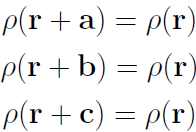 ρ(r + a) = ρ(r)
ρ(r + b) = ρ(r)
ρ(r + c) = ρ(r)